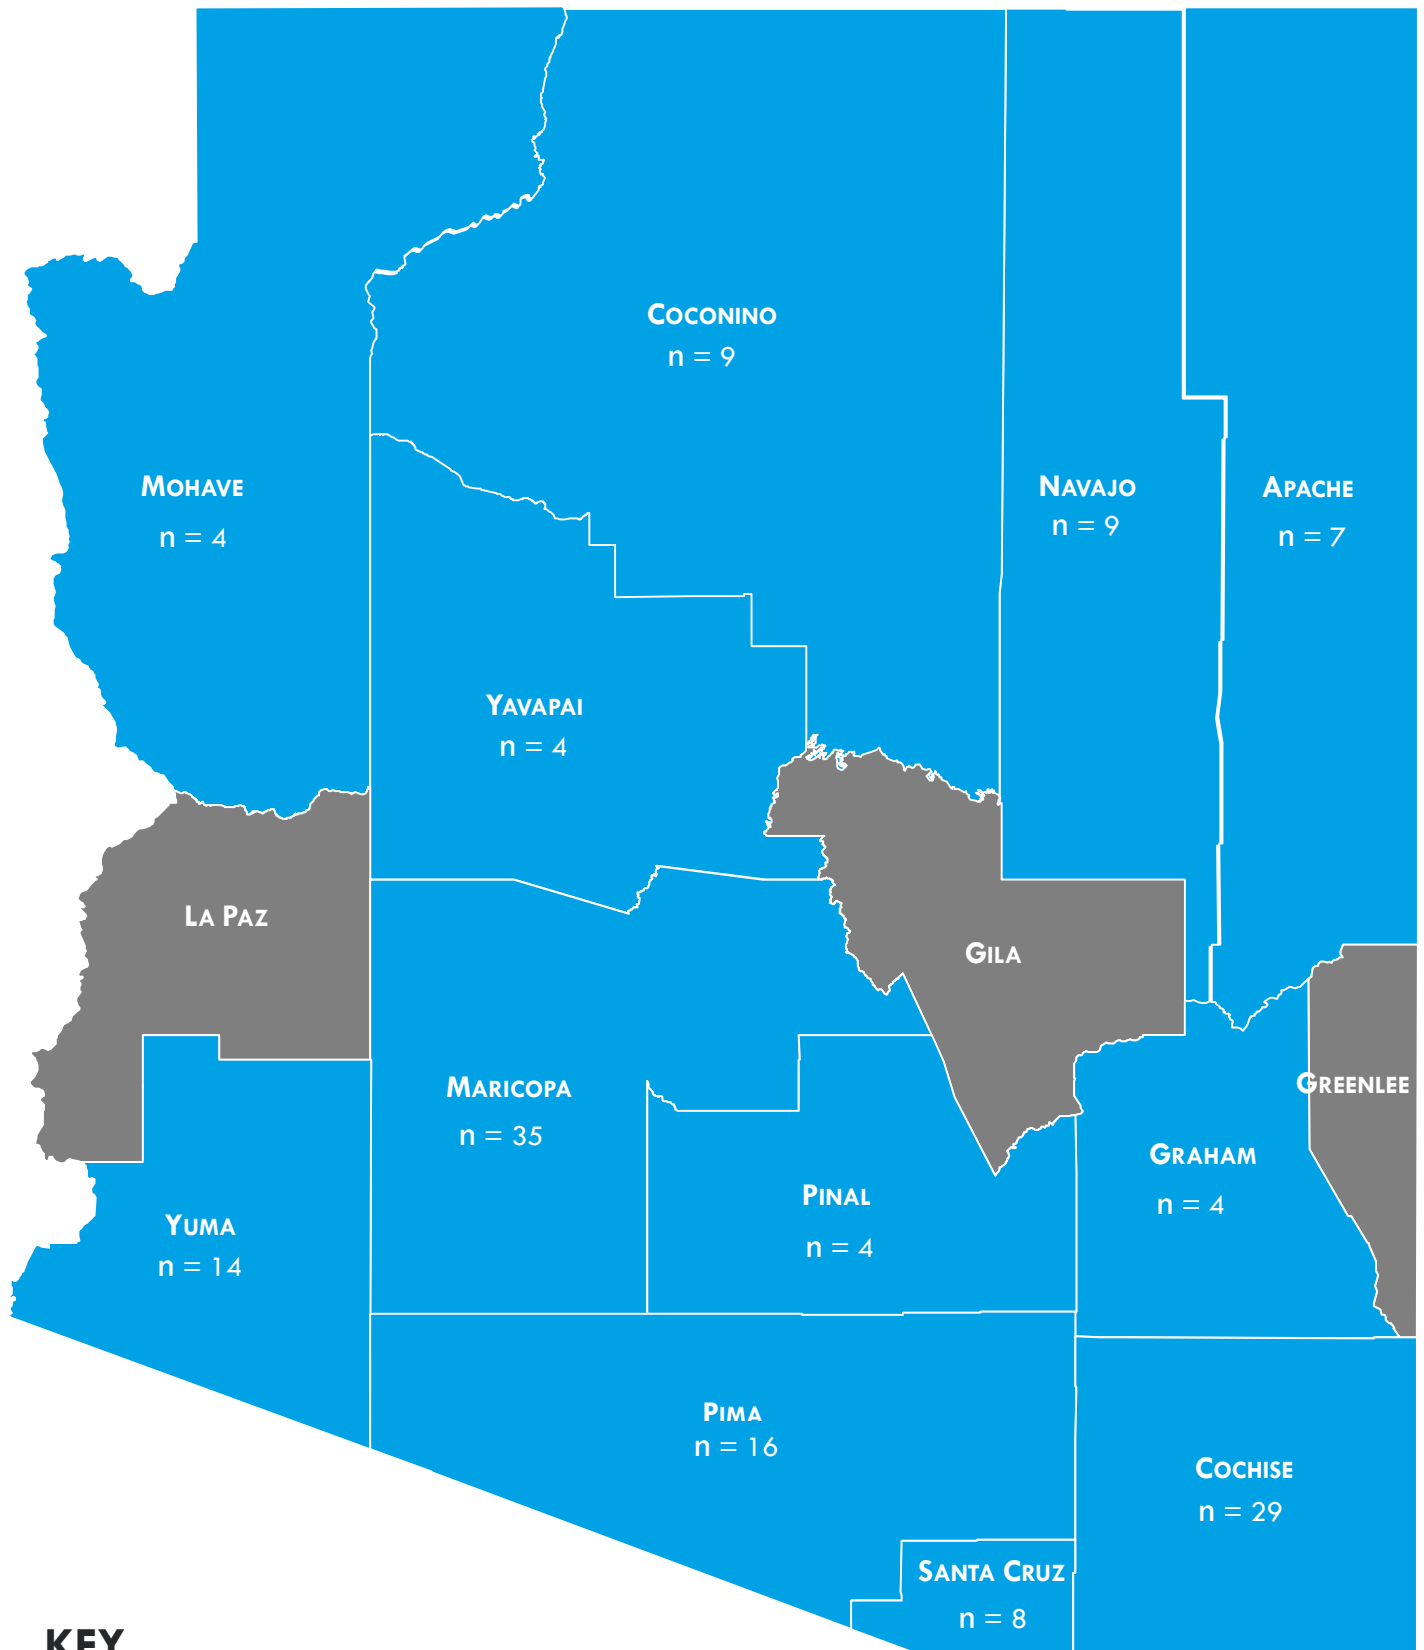 COCONINO
n = 9
MOHAVE
n = 4
NAVAJO
n = 9
APACHE
n = 7
YAVAPAI
n = 4
LA PAZ
GILA
MARICOPA
n = 35
GREENLEE
GRAHAM
n = 4
PINAL
n = 4
YUMA
n = 14
PIMA
n = 16
COCHISE
n = 29
SANTA CRUZ
n = 8
KEY